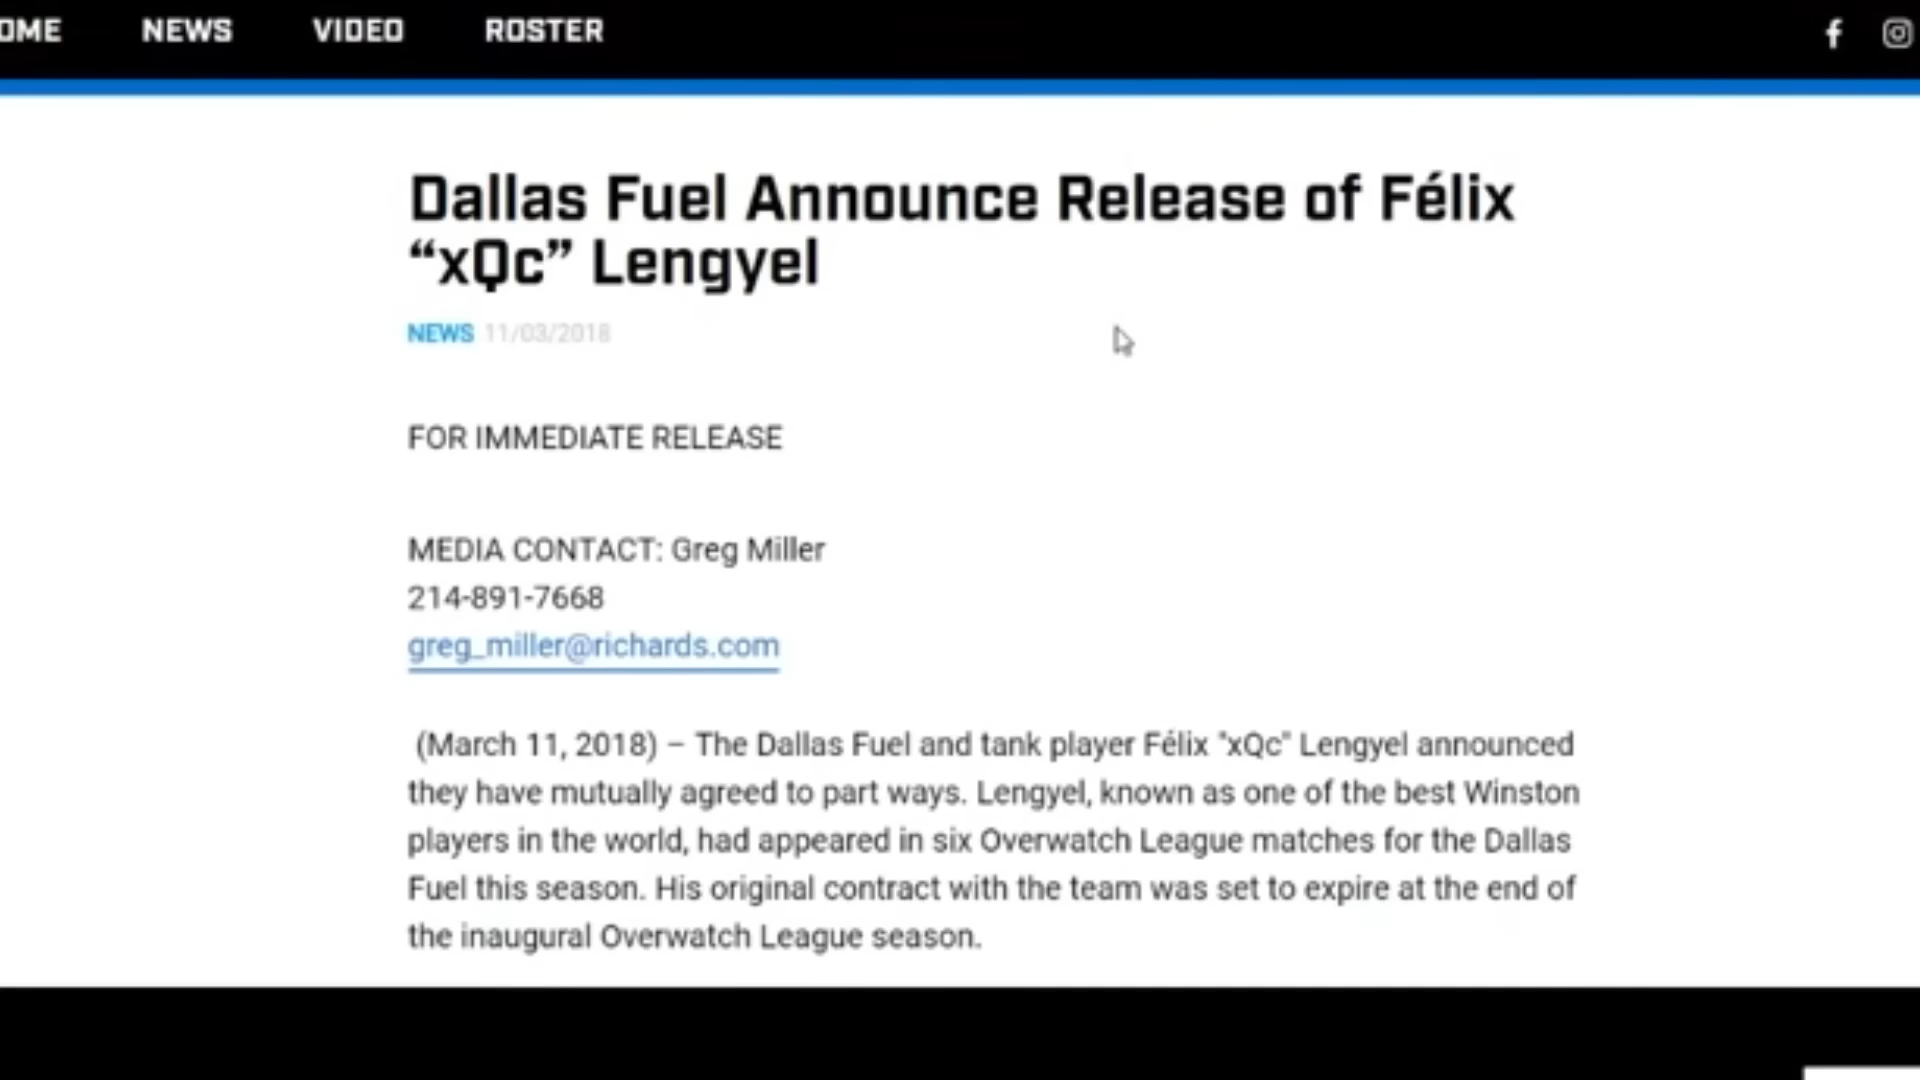 OME NEWS VIDEO ROSTER
Dallas Fuel Announce Release of Félix
“xQc” Lengyel
NEWS 11/03/2018
FOR IMMEDIATE RELEASE
MEDIA CONTACT: Greg Miller
214-891-7668
greg_miller@richards.com
(March 11, 2018) – The Dallas Fuel and tank player Félix "xQc" Lengyel announced
they have mutually agreed to part ways. Lengyel, known as one of the best Winston
players in the world, had appeared in six Overwatch League matches for the Dallas
Fuel this season. His original contract with the team was set to expire at the end of
the inaugural Overwatch League season.